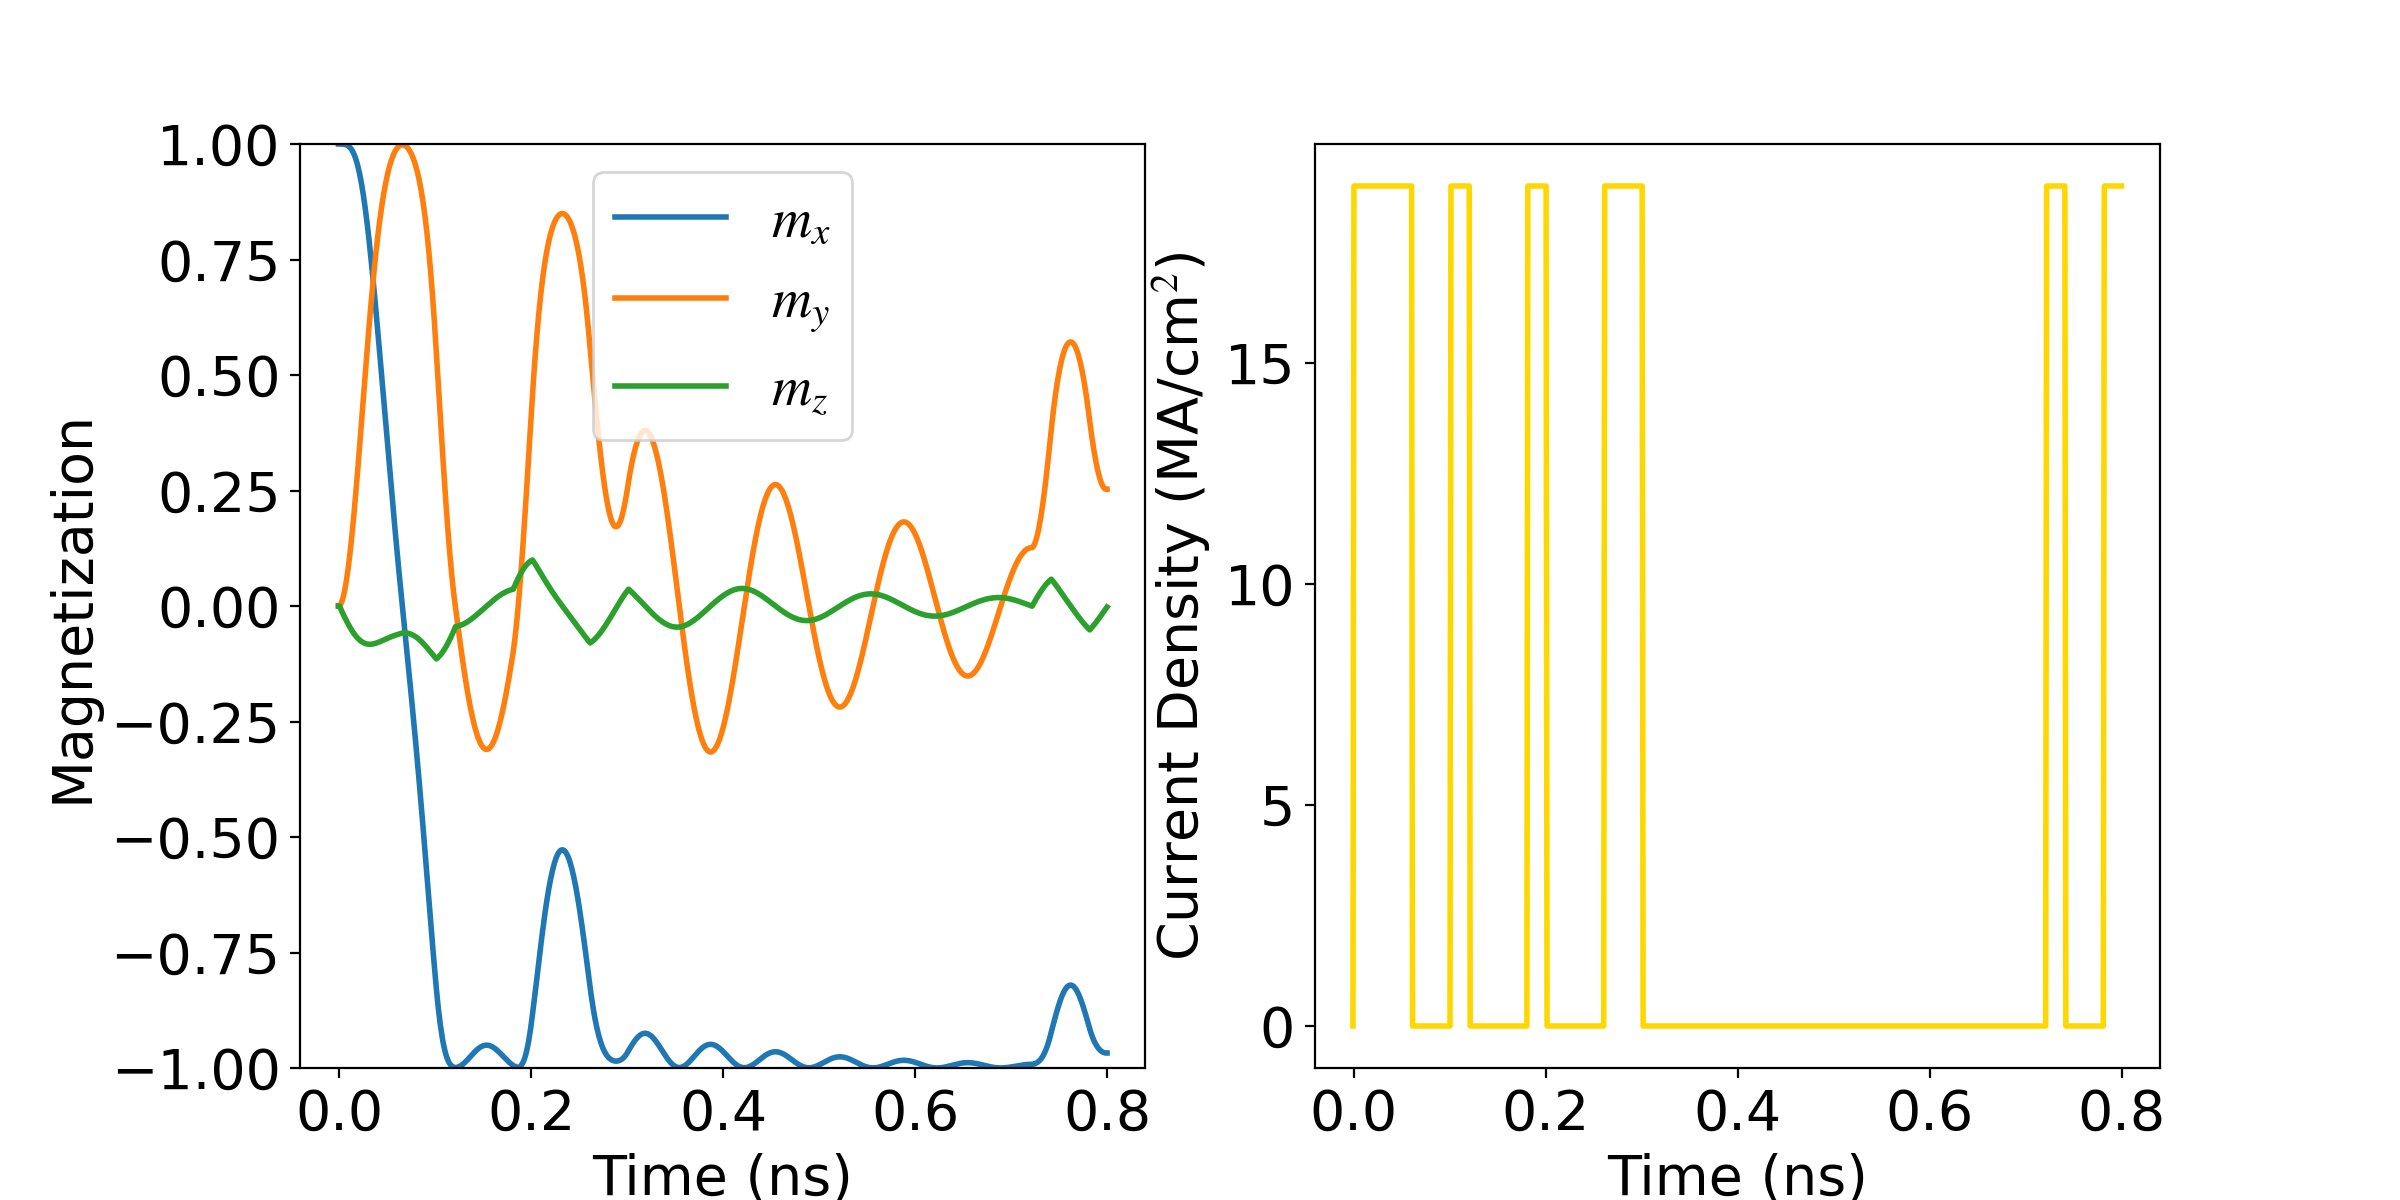 1.00
0.75
0.50
0.25
0.00
−0.25
−0.50
−0.75
−1.00
Magnetization
0.0 0.2 0.4 0.6 0.8
Time (ns)
m_x
m_y
m_z
15
10
5
0
Current Density (MA/cm²)
0.0 0.2 0.4 0.6 0.8
Time (ns)